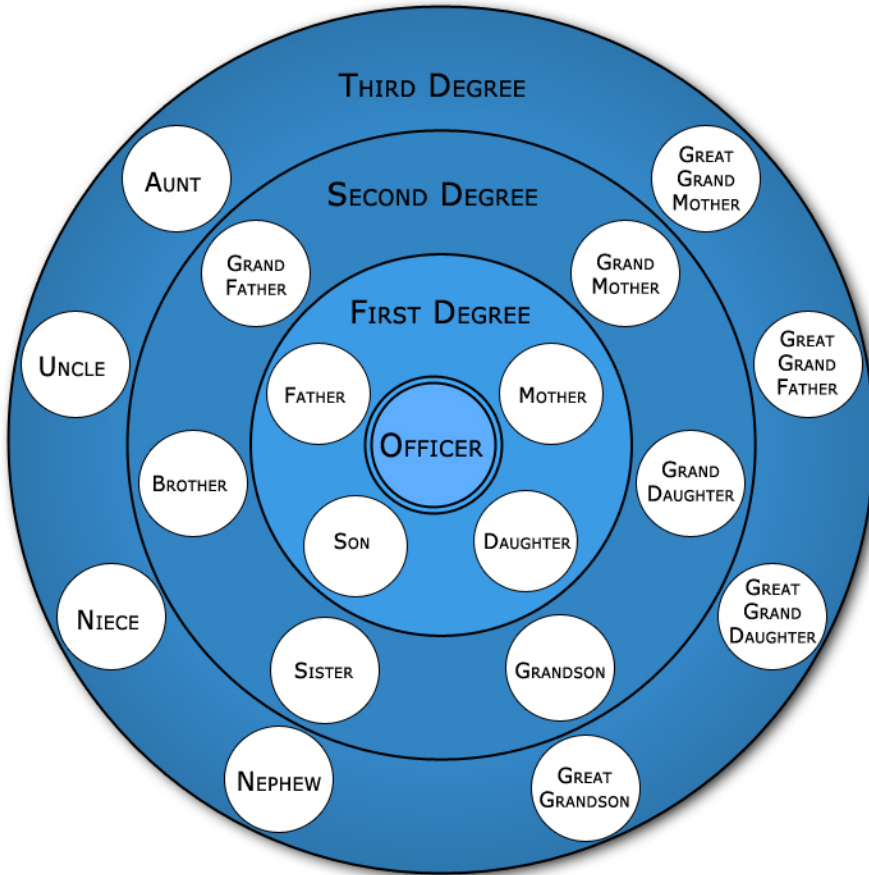 Third Degree
Aunt
Great
Grand
Mother
Second Degree
Grand
Father
Grand
Mother
First Degree
Uncle
Great
Grand
Father
Father
Mother
Officer
Brother
Grand
Daughter
Son
Daughter
Niece
Great
Grand
Daughter
Sister
Grandson
Nephew
Great
Grandson